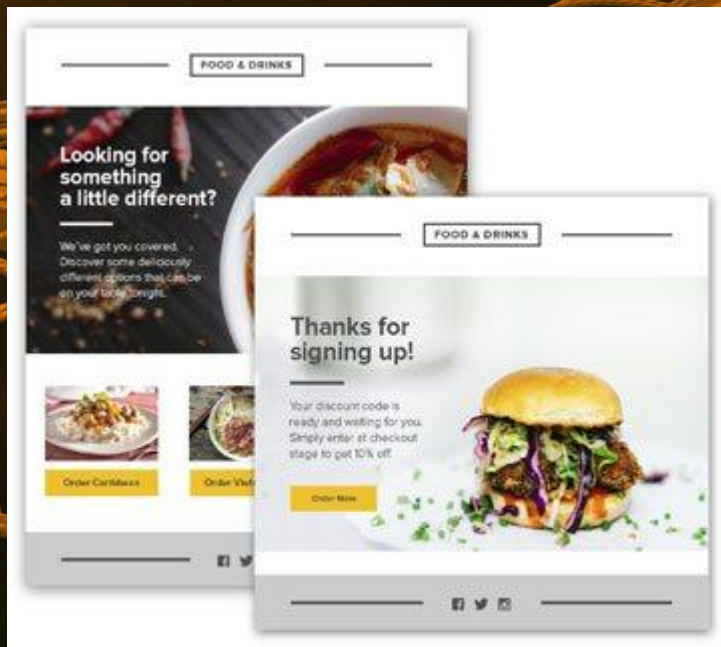 FOOD & DRINKS
Looking for
something
a little different?
We've got you covered.
Discover some deliciously
different options that can be
on your table tonight.
Order Caribbean
Order
FOOD & DRINKS
Thanks for
signing up!
Your discount code is
ready and waiting for you.
Simply enter at checkout
stage to get 10% off.
Order Now